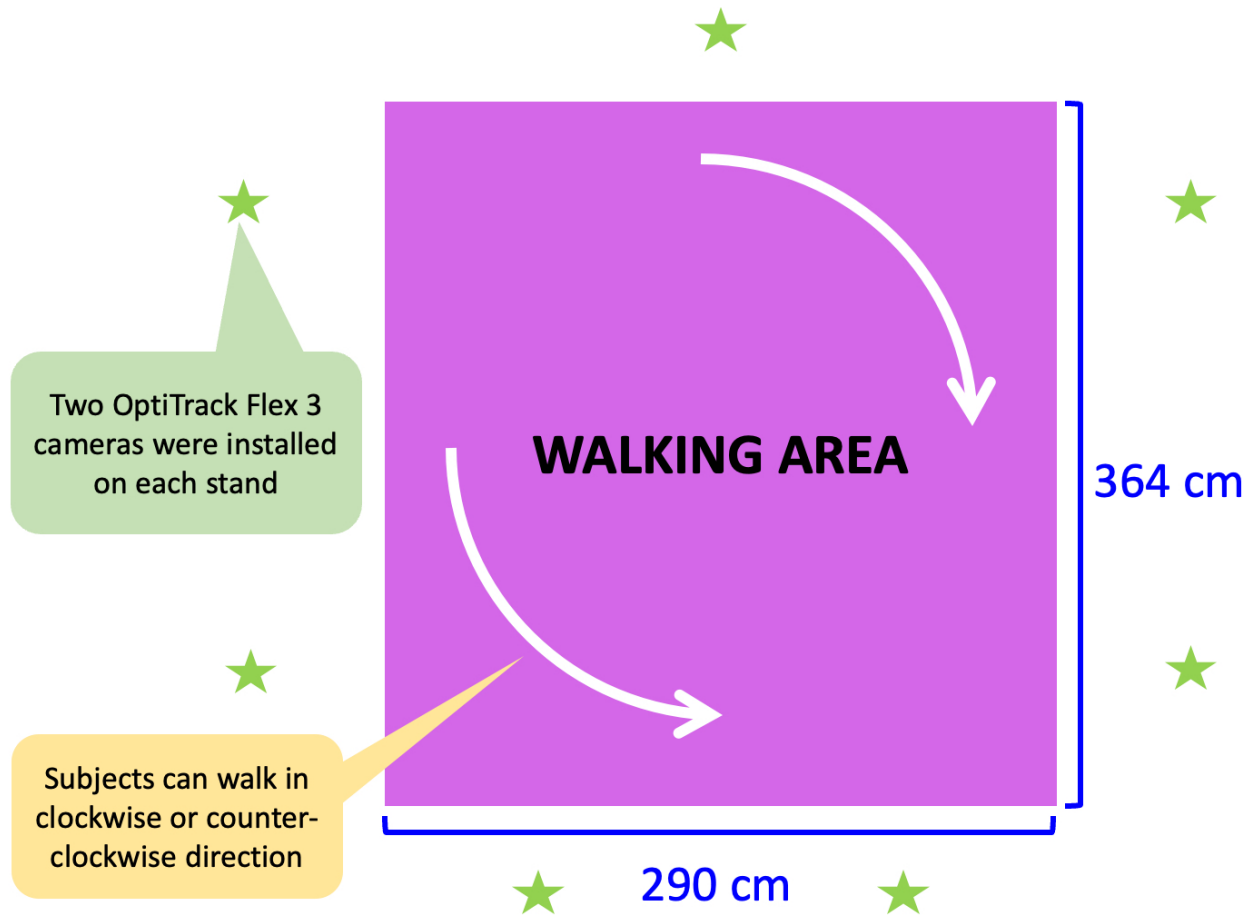 Two OptiTrack Flex 3
cameras were installed
on each stand
WALKING AREA
364 cm
Subjects can walk in
clockwise or counter-
clockwise direction
290 cm